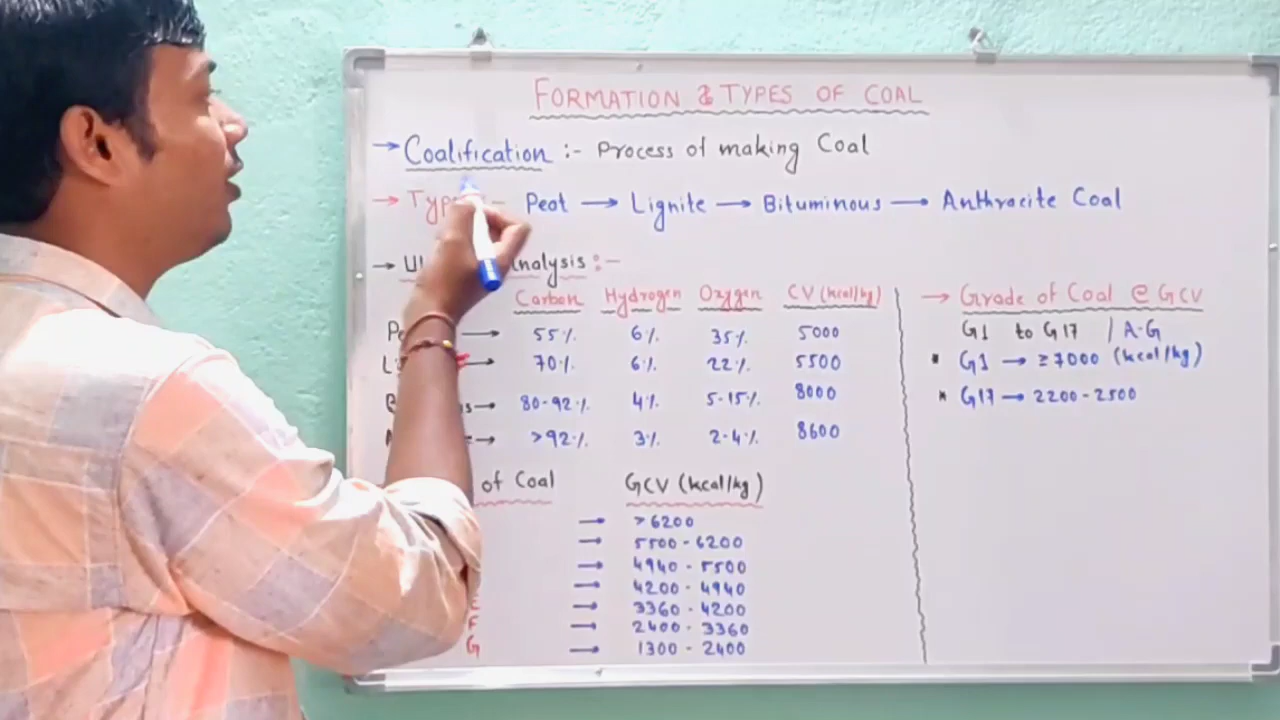 FORMATION & TYPES OF COAL
→ Coalification :- Process of making Coal
→ Peat → Lignite → Bituminous → Anthracite Coal
→ Analysis :-
Carbon Hydrogen Oxygen CV (kcal/kg)
→ 55% 6% 35% 5000
→ 70% 6% 22% 5500
→ 80-92% 4% 5-15% 8000
→ >92% 3% 2-4% 8600
of Coal GCV (kcal/kg)
→ >6200
→ 5500-6200
→ 4940-5500
→ 4200-4940
→ 3360-4200
F → 2400-3360
G → 1300-2400
→ Grade of Coal @ GCV
G1 to G17 / A-G
* G1 → ≥7000 (kcal/kg)
* G17 → 2200-2500